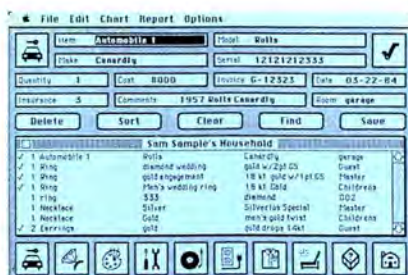 File Edit Chart Report Options
Item Automobile 1 Model Rolls
Make Canardly Serial 12121212333
Quantity 1 Cost 8000 Invoice G-12323 Date 03-22-84
Insurance 3 Comments 1957 Rolls Canardly Room garage
Delete Sort Clear Find Save
Sam Sample's Household
✓ 1 Automobile 1 Rolls Canardly garage
✓ 1 Ring diamond wedding gold w/2pt GS Guest
✓ 1 Ring gold engagement 18 kt gold w/1pt GS Master
✓ 1 Ring Men's wedding ring 18 kt Gold Childrens
1 ring 333 diamond 002
1 Necklace Silver Silverlon Special Master
1 Necklace Gold men's gold twist Childrens
✓ 2 Earrings gold gold drops 14kt Guest